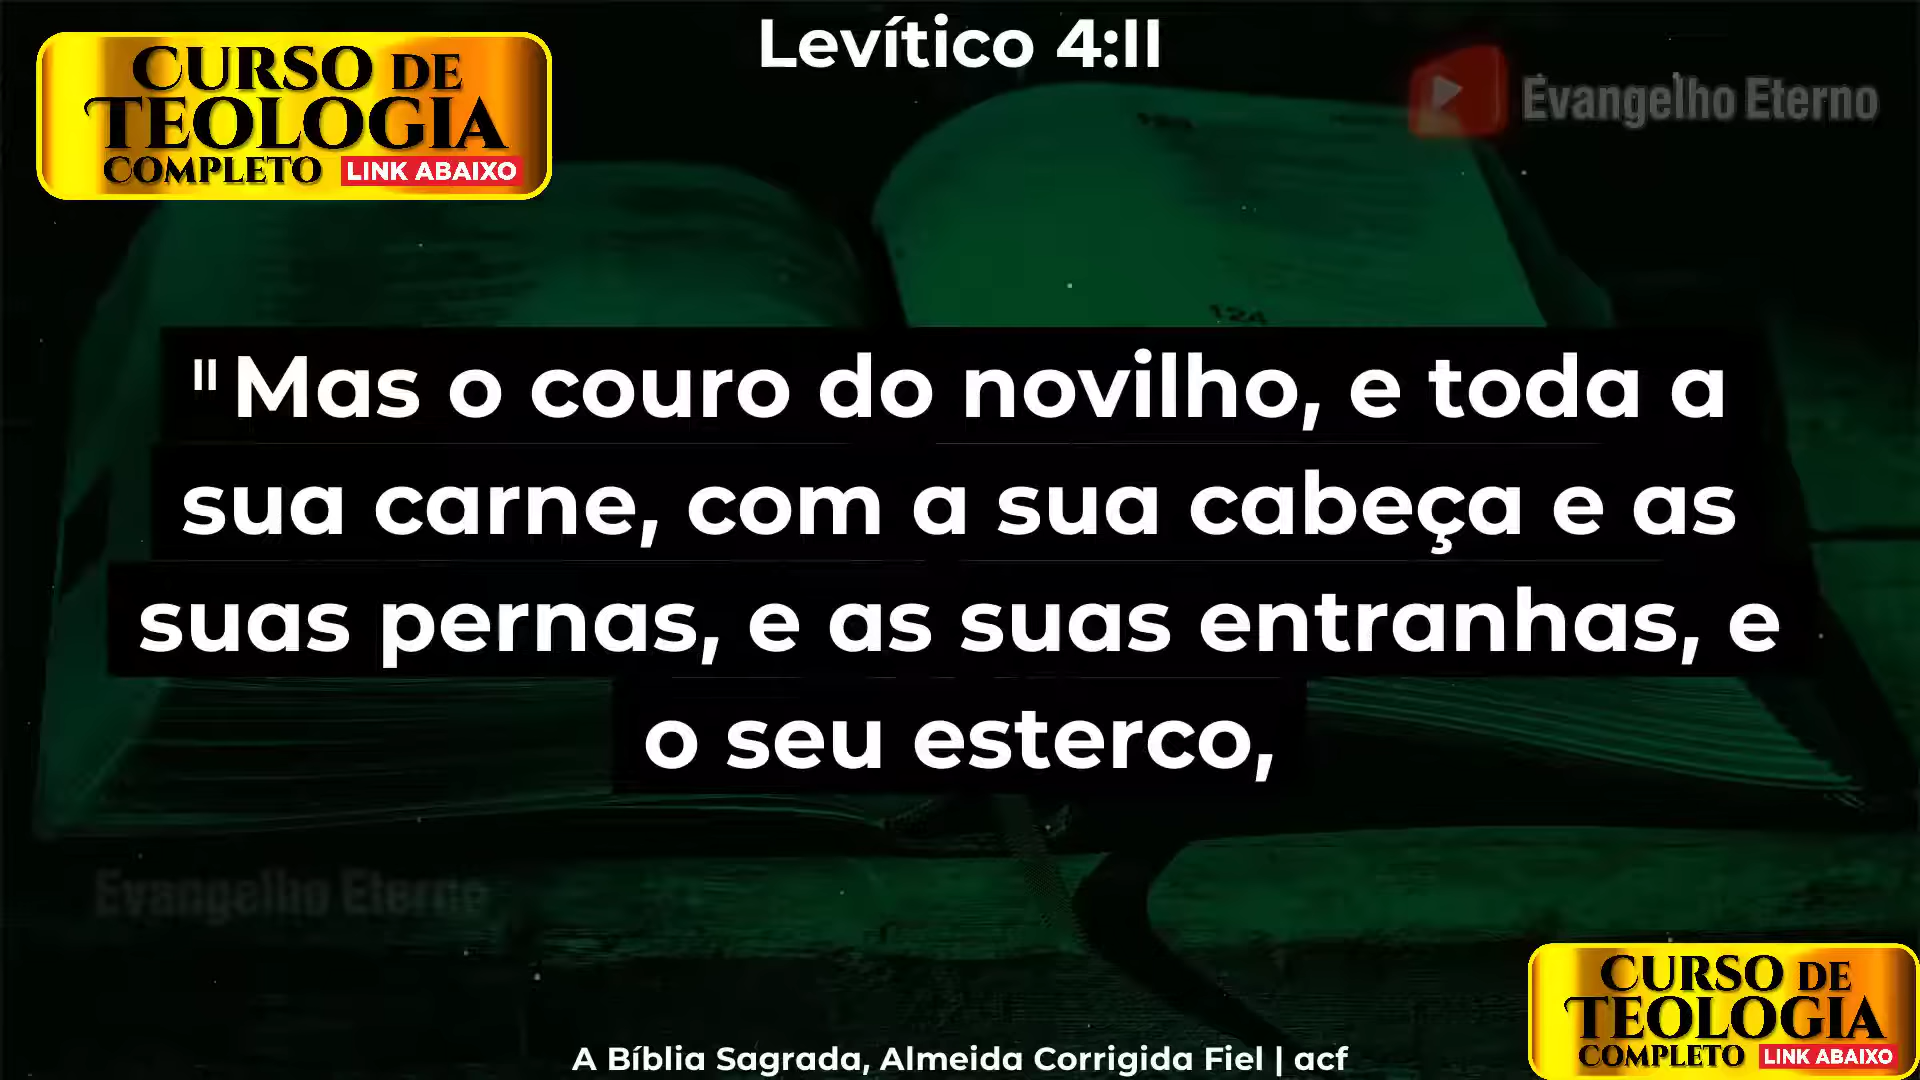 Levítico 4:11
CURSO DE
TEOLOGIA
COMPLETO LINK ABAIXO
Evangelho Eterno
124
11 Mas o couro do novilho, e toda a
sua carne, com a sua cabeça e as
suas pernas, e as suas entranhas, e
o seu esterco,
Evangelho Eterno
CURSO DE
TEOLOGIA
COMPLETO LINK ABAIXO
A Bíblia Sagrada, Almeida Corrigida Fiel | acf